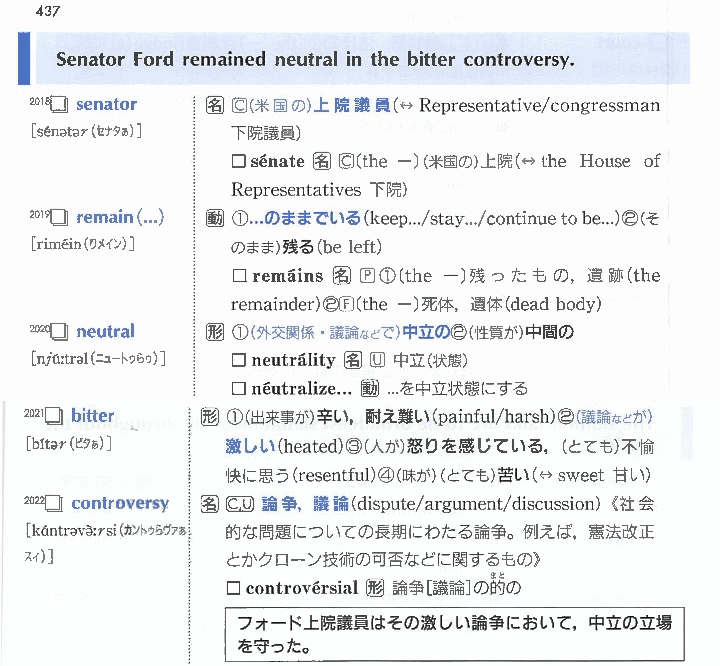 437
Senator Ford remained neutral in the bitter controversy.
2018 □ senator
[sénətər(セナタぁ)]
名 Ⓒ(米国の)上院議員(↔ Representative/congressman
下院議員)
□ sénate 名 Ⓒ(the ―)(米国の)上院(↔ the House of
Representatives 下院)
2019 □ remain(...)
[riméin(リメイン)]
動 ①...のままでいる(keep.../stay.../continue to be...)②(そ
のまま)残る(be left)
□ remáins 名 Ⓟ①(the ―)残ったもの，遺跡(the
remainder)②Ⓕ(the ―)死体，遺体(dead body)
2020 □ neutral
[njúːtrəl(ニュートゥらゥ)]
形 ①(外交関係・議論などで)中立の②(性質が)中間の
□ neutrálity 名 Ⓤ 中立(状態)
□ néutralize... 動 ...を中立状態にする
2021 □ bitter
[bítər(ビタぁ)]
形 ①(出来事が)辛い，耐え難い(painful/harsh)②(議論などが)
激しい(heated)③(人が)怒りを感じている，(とても)不愉
快に思う(resentful)④(味が)(とても)苦い(↔ sweet 甘い)
2022 □ controversy
[kántrəvə̀ːrsi(カントゥらヴァぁ
スィ)]
名 C,U 論争，議論(dispute/argument/discussion)《社会
的な問題についての長期にわたる論争。例えば，憲法改正
とかクローン技術の可否などに関するもの》
□ controvérsial 形 論争[議論]の的(まと)の
フォード上院議員はその激しい論争において，中立の立場
を守った。